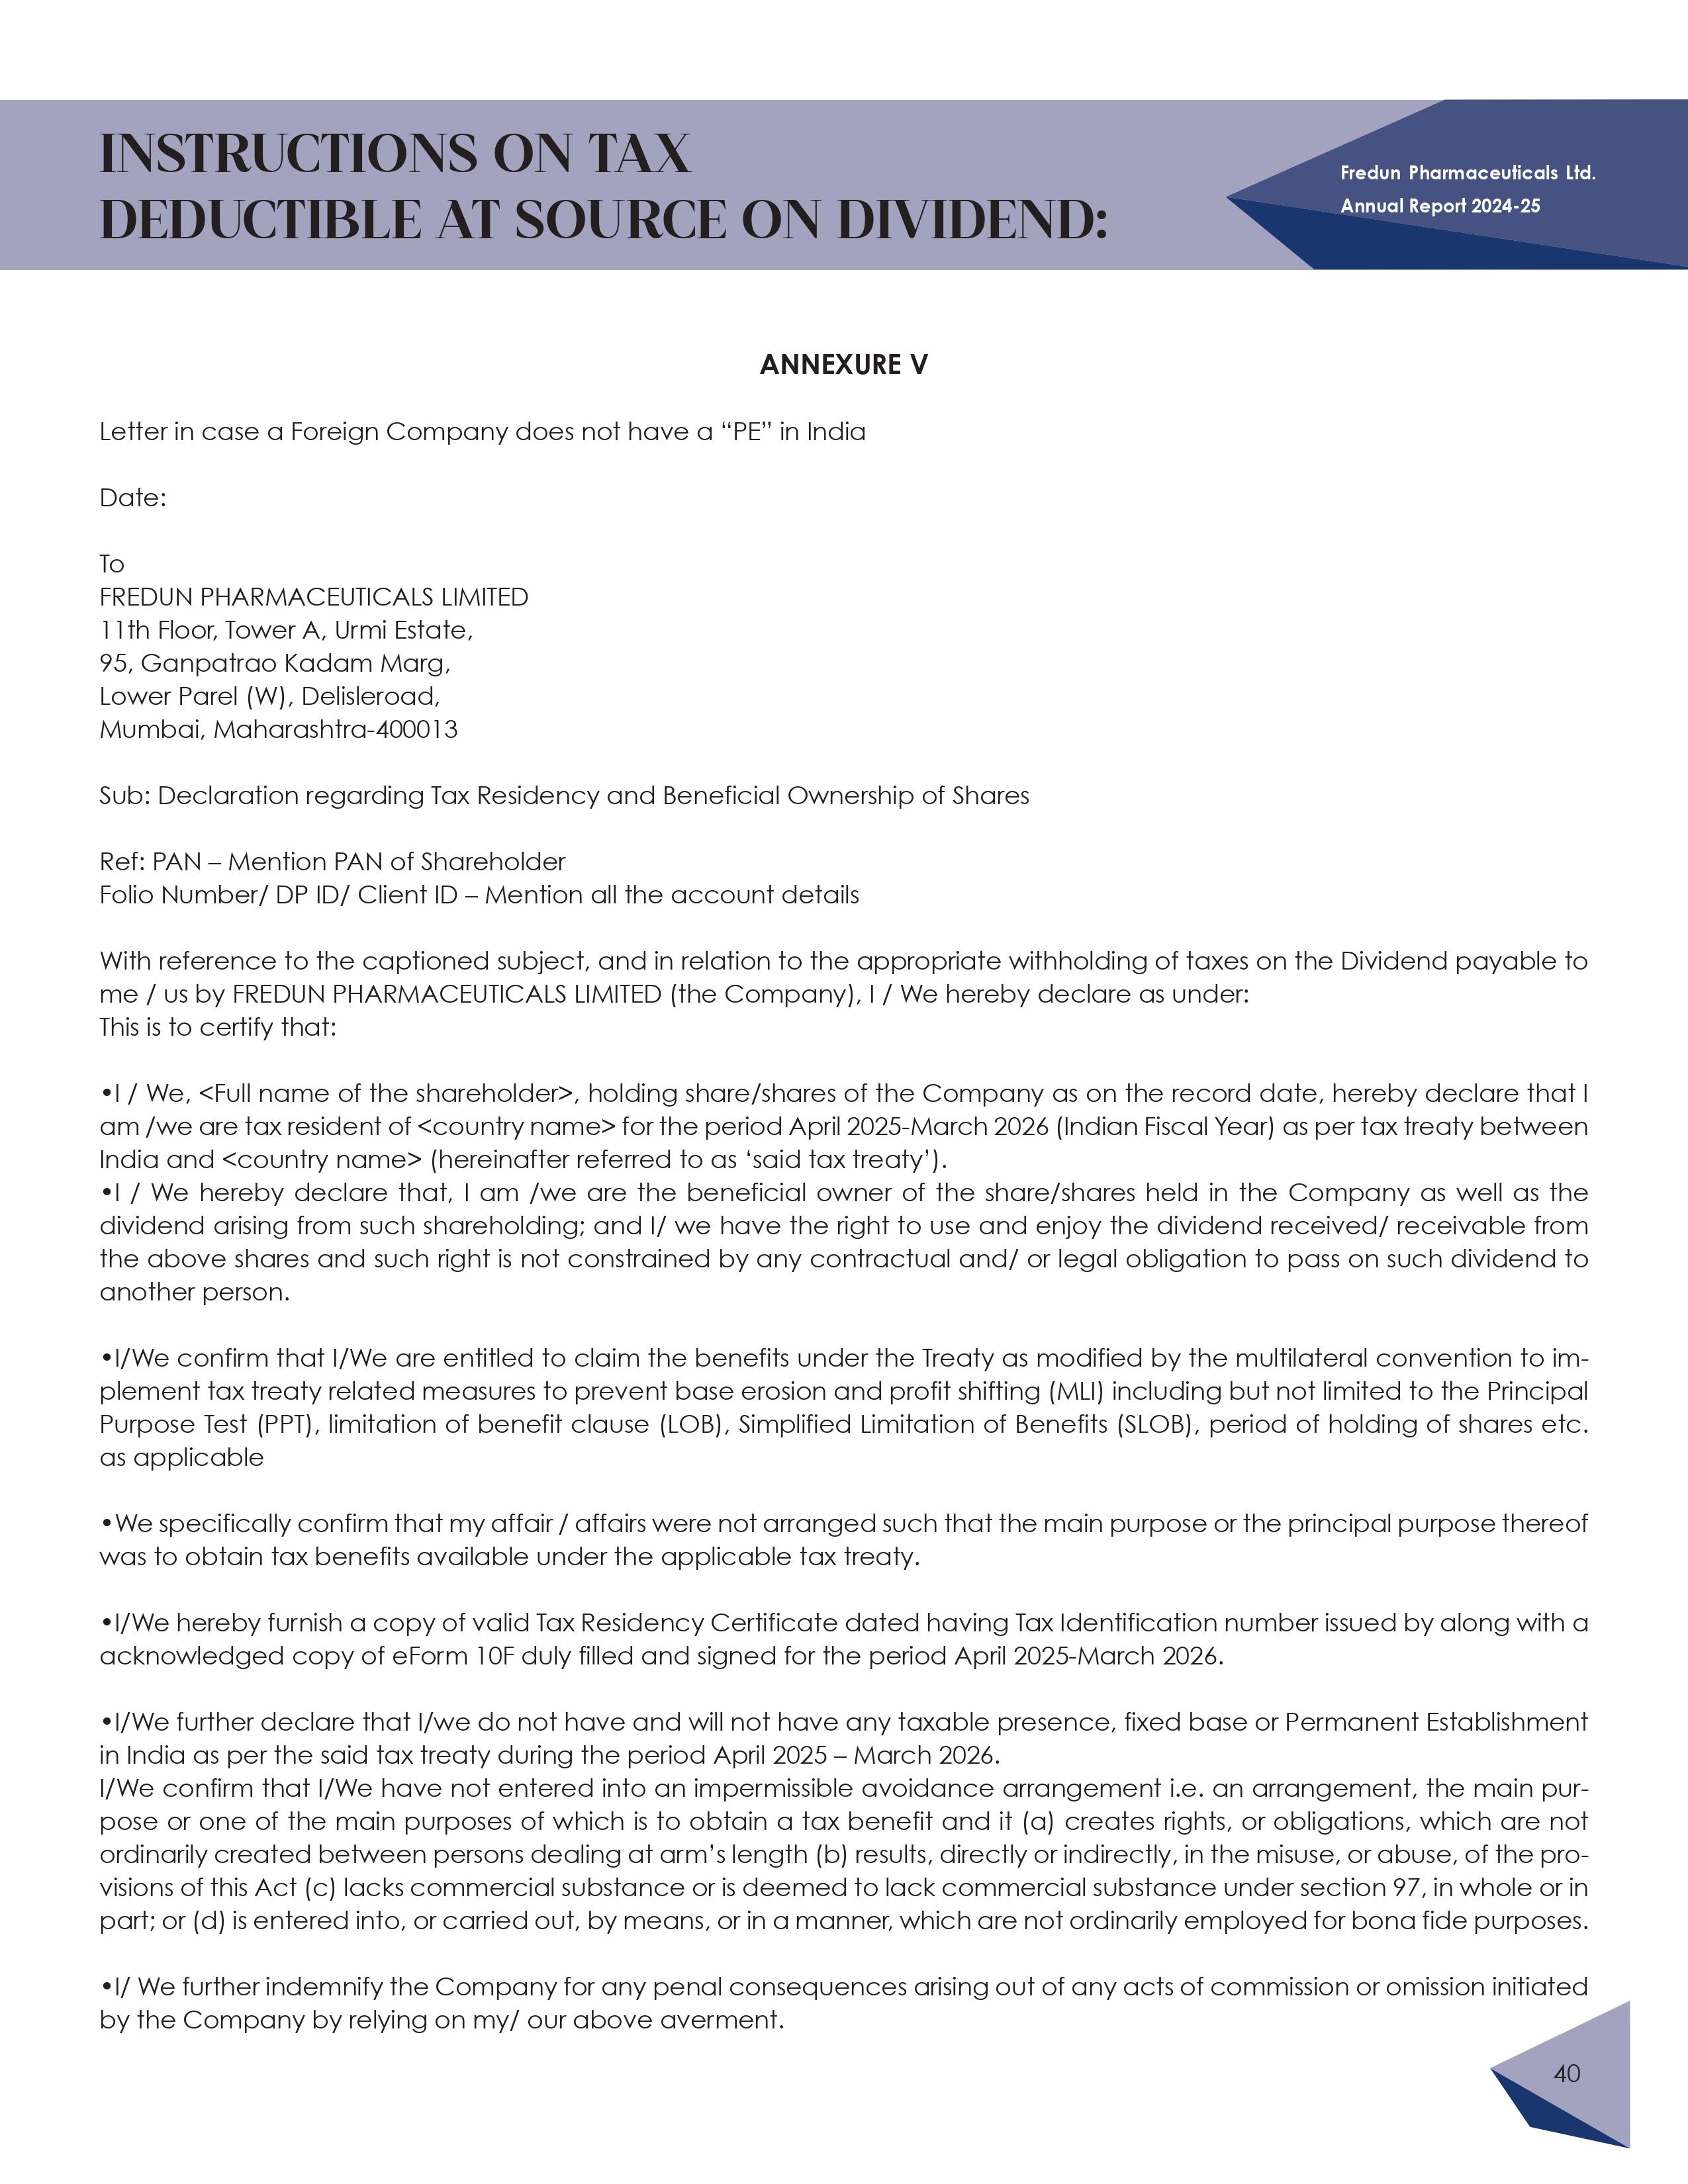 INSTRUCTIONS ON TAX
DEDUCTIBLE AT SOURCE ON DIVIDEND:
Fredun Pharmaceuticals Ltd.
Annual Report 2024-25
ANNEXURE V
Letter in case a Foreign Company does not have a “PE” in India
Date:
To
FREDUN PHARMACEUTICALS LIMITED
11th Floor, Tower A, Urmi Estate,
95, Ganpatrao Kadam Marg,
Lower Parel (W), Delisleroad,
Mumbai, Maharashtra-400013
Sub: Declaration regarding Tax Residency and Beneficial Ownership of Shares
Ref: PAN – Mention PAN of Shareholder
Folio Number/ DP ID/ Client ID – Mention all the account details
With reference to the captioned subject, and in relation to the appropriate withholding of taxes on the Dividend payable to
me / us by FREDUN PHARMACEUTICALS LIMITED (the Company), I / We hereby declare as under:
This is to certify that:
•I / We, <Full name of the shareholder>, holding share/shares of the Company as on the record date, hereby declare that I
am /we are tax resident of <country name> for the period April 2025-March 2026 (Indian Fiscal Year) as per tax treaty between
India and <country name> (hereinafter referred to as ‘said tax treaty’).
•I / We hereby declare that, I am /we are the beneficial owner of the share/shares held in the Company as well as the
dividend arising from such shareholding; and I/ we have the right to use and enjoy the dividend received/ receivable from
the above shares and such right is not constrained by any contractual and/ or legal obligation to pass on such dividend to
another person.
•I/We confirm that I/We are entitled to claim the benefits under the Treaty as modified by the multilateral convention to im-
plement tax treaty related measures to prevent base erosion and profit shifting (MLI) including but not limited to the Principal
Purpose Test (PPT), limitation of benefit clause (LOB), Simplified Limitation of Benefits (SLOB), period of holding of shares etc.
as applicable
•We specifically confirm that my affair / affairs were not arranged such that the main purpose or the principal purpose thereof
was to obtain tax benefits available under the applicable tax treaty.
•I/We hereby furnish a copy of valid Tax Residency Certificate dated having Tax Identification number issued by along with a
acknowledged copy of eForm 10F duly filled and signed for the period April 2025-March 2026.
•I/We further declare that I/we do not have and will not have any taxable presence, fixed base or Permanent Establishment
in India as per the said tax treaty during the period April 2025 – March 2026.
I/We confirm that I/We have not entered into an impermissible avoidance arrangement i.e. an arrangement, the main pur-
pose or one of the main purposes of which is to obtain a tax benefit and it (a) creates rights, or obligations, which are not
ordinarily created between persons dealing at arm’s length (b) results, directly or indirectly, in the misuse, or abuse, of the pro-
visions of this Act (c) lacks commercial substance or is deemed to lack commercial substance under section 97, in whole or in
part; or (d) is entered into, or carried out, by means, or in a manner, which are not ordinarily employed for bona fide purposes.
•I/ We further indemnify the Company for any penal consequences arising out of any acts of commission or omission initiated
by the Company by relying on my/ our above averment.
40